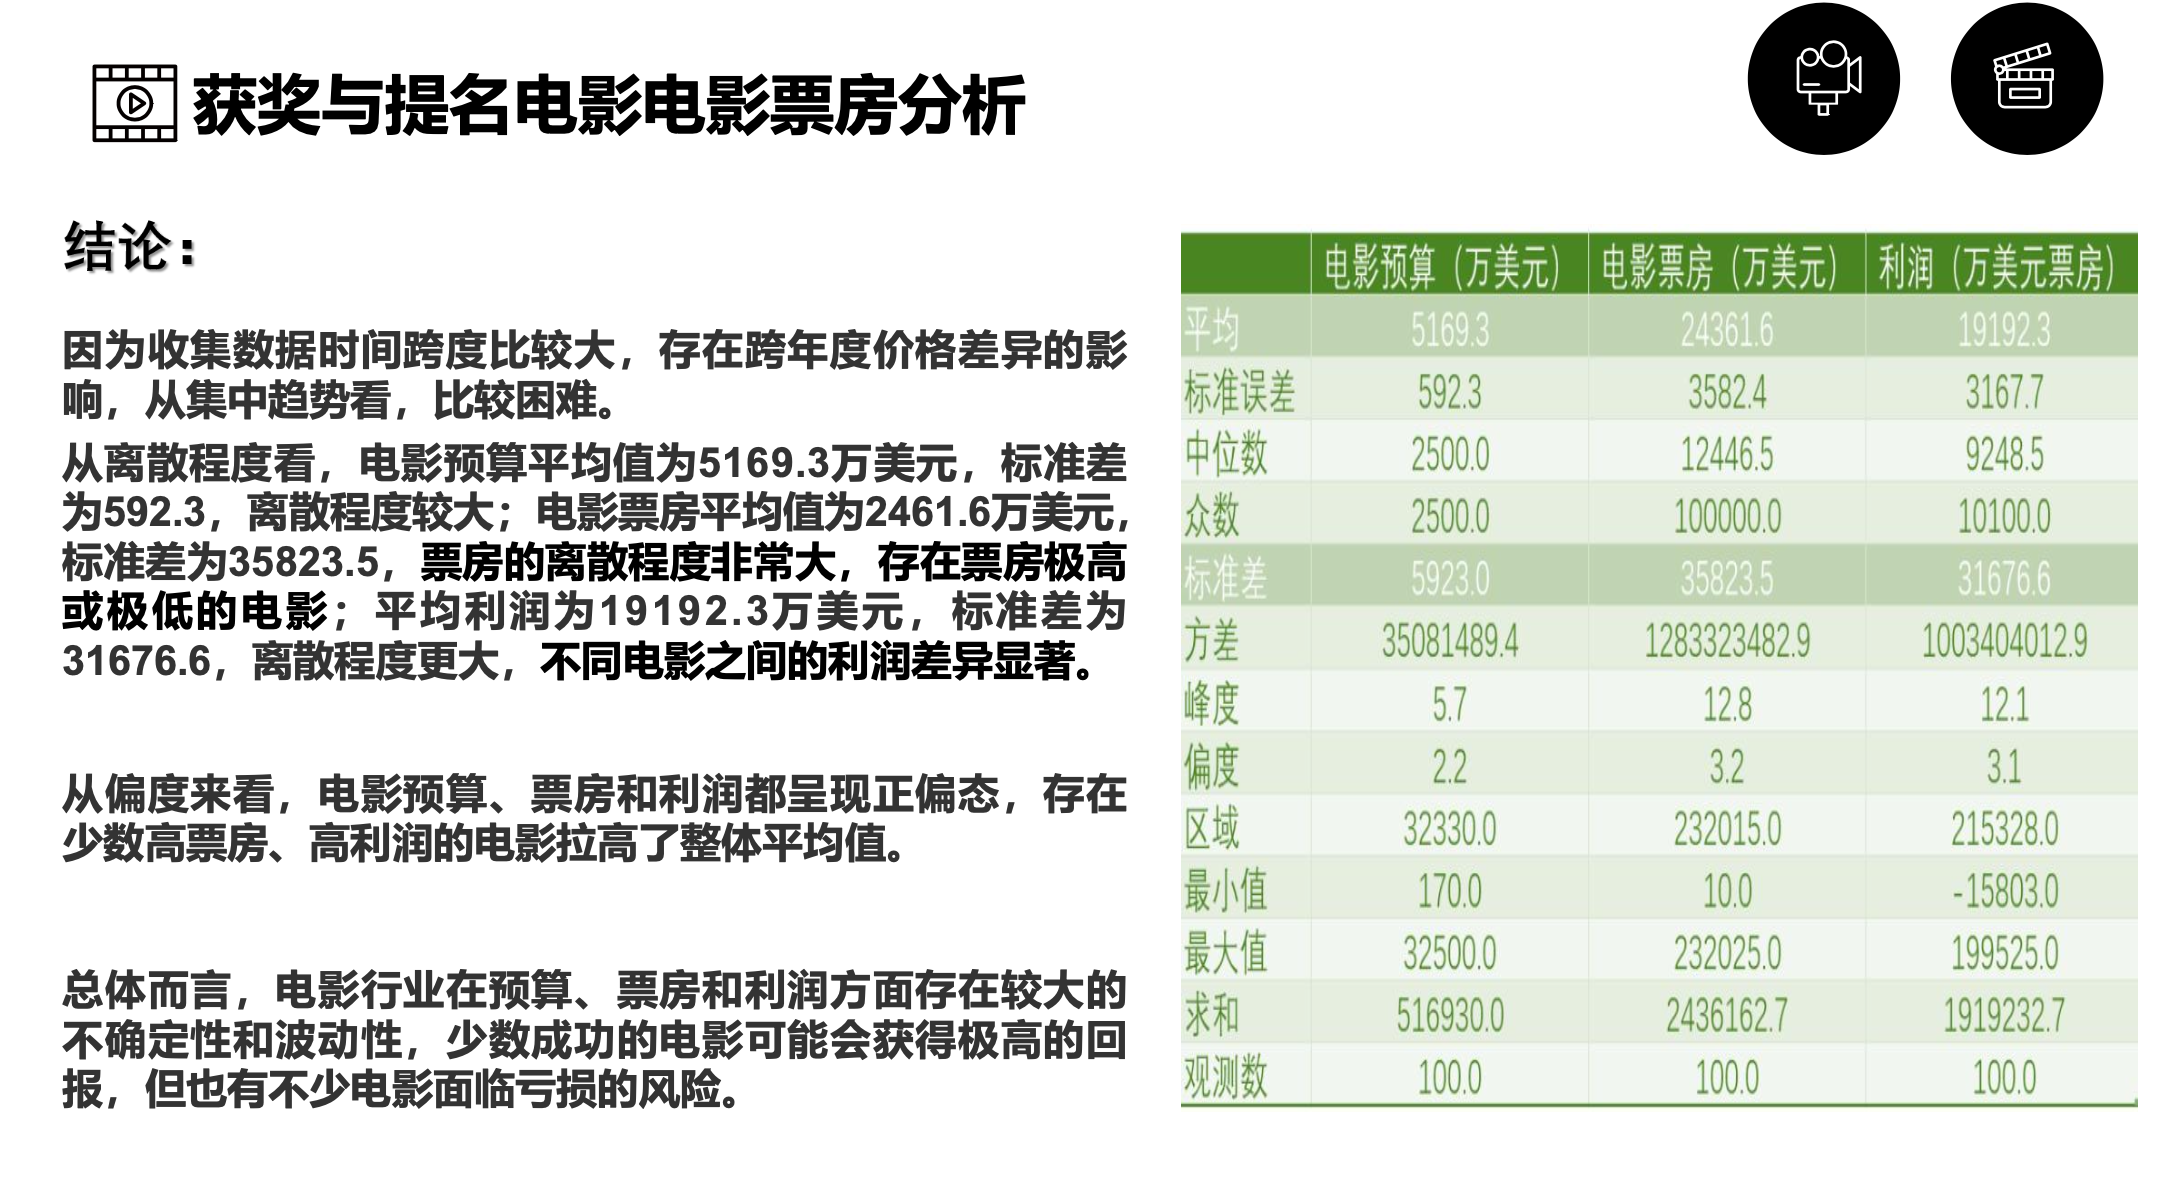 获奖与提名电影电影票房分析
结论：
因为收集数据时间跨度比较大，存在跨年度价格差异的影
响，从集中趋势看，比较困难。
从离散程度看，电影预算平均值为5169.3万美元，标准差
为592.3，离散程度较大；电影票房平均值为2461.6万美元，
标准差为35823.5，票房的离散程度非常大，存在票房极高
或极低的电影；平均利润为19192.3万美元，标准差为
31676.6，离散程度更大，不同电影之间的利润差异显著。
从偏度来看，电影预算、票房和利润都呈现正偏态，存在
少数高票房、高利润的电影拉高了整体平均值。
总体而言，电影行业在预算、票房和利润方面存在较大的
不确定性和波动性，少数成功的电影可能会获得极高的回
报，但也有不少电影面临亏损的风险。
电影预算（万美元） 电影票房（万美元） 利润（万美元票房）
平均 5169.3 24361.6 19192.3
标准误差 592.3 3582.4 3167.7
中位数 2500.0 12446.5 9248.5
众数 2500.0 100000.0 10100.0
标准差 5923.0 35823.5 31676.6
方差 35081489.4 1283323482.9 1003404012.9
峰度 5.7 12.8 12.1
偏度 2.2 3.2 3.1
区域 32330.0 232015.0 215328.0
最小值 170.0 10.0 -15803.0
最大值 32500.0 232025.0 199525.0
求和 516930.0 2436162.7 1919232.7
观测数 100.0 100.0 100.0